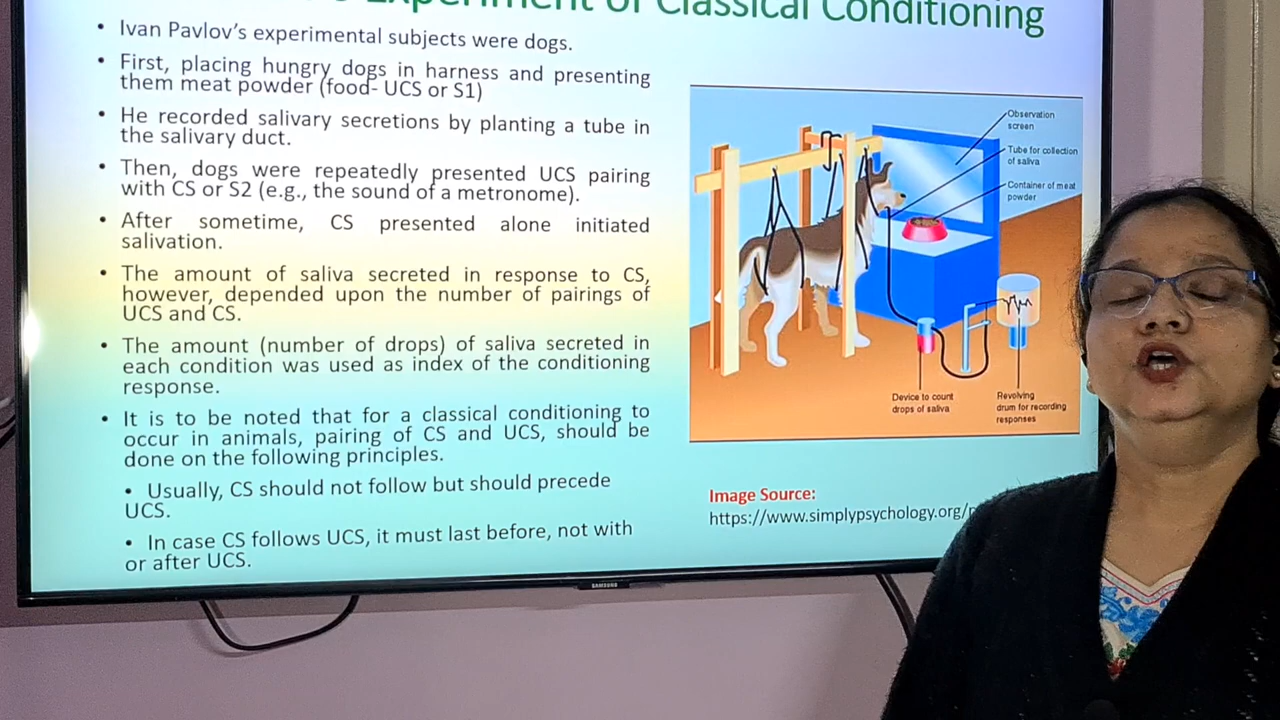 Experiment of Classical Conditioning
• Ivan Pavlov's experimental subjects were dogs.
• First, placing hungry dogs in harness and presenting
them meat powder (food- UCS or S1)
• He recorded salivary secretions by planting a tube in
the salivary duct.
• Then, dogs were repeatedly presented UCS pairing
with CS or S2 (e.g., the sound of a metronome).
• After sometime, CS presented alone initiated
salivation.
• The amount of saliva secreted in response to CS,
however, depended upon the number of pairings of
UCS and CS.
• The amount (number of drops) of saliva secreted in
each condition was used as index of the conditioning
response.
• It is to be noted that for a classical conditioning to
occur in animals, pairing of CS and UCS, should be
done on the following principles.
• Usually, CS should not follow but should precede
UCS.
• In case CS follows UCS, it must last before, not with
or after UCS.
Observation
screen
Tube for collection
of saliva
Container of meat
powder
Device to count
drops of saliva
Revolving
drum for recording
responses
Image Source:
https://www.simplypsychology.org/
SAMSUNG